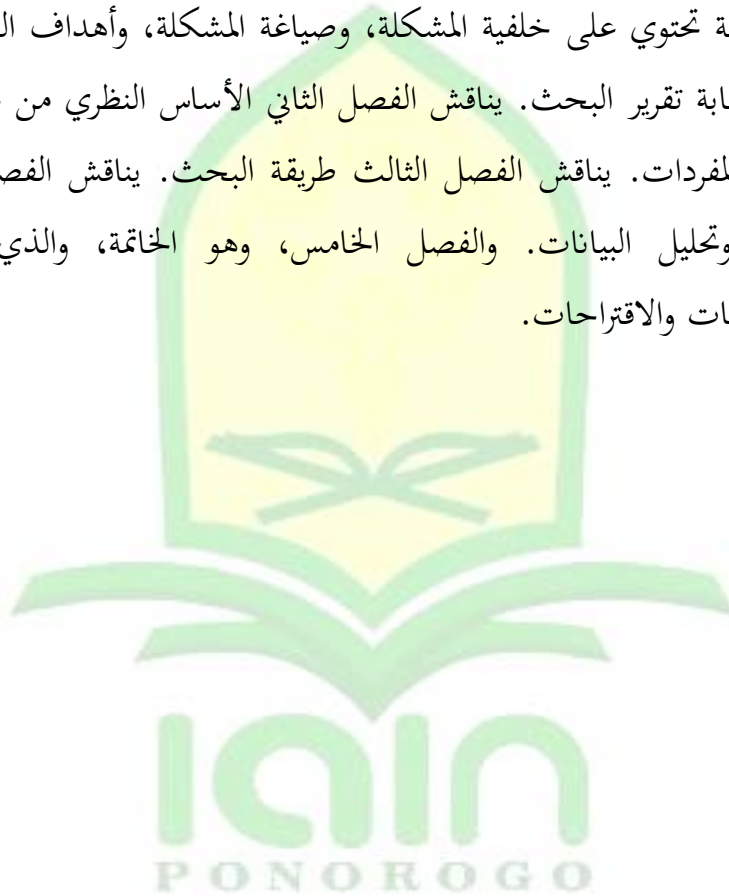 تحتوي على خلفية المشكلة، وصياغة المشكلة، وأهداف
تقرير البحث. يناقش الفصل الثاني الأساس النظري من
يناقش الفصل الثالث طريقة البحث. يناقش
وتحليل البيانات. والفصل الخامس، وهو الخاتمة، والذي
والاقتراحات.
IAIN
PONOROGO